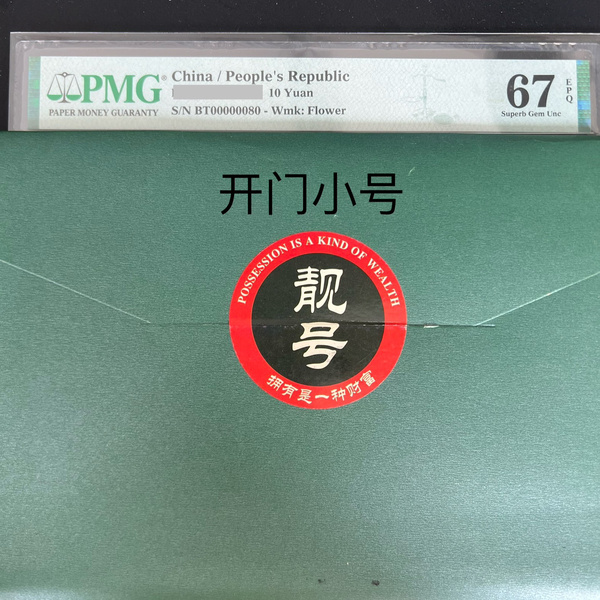 PMG
PAPER MONEY GUARANTY
China / People's Republic
10 Yuan
S/N BT00000080 - Wmk: Flower
67
EPQ
Superb Gem Unc
开门小号
POSSESSION IS A KIND OF WEALTH
靓号
拥有是一种财富